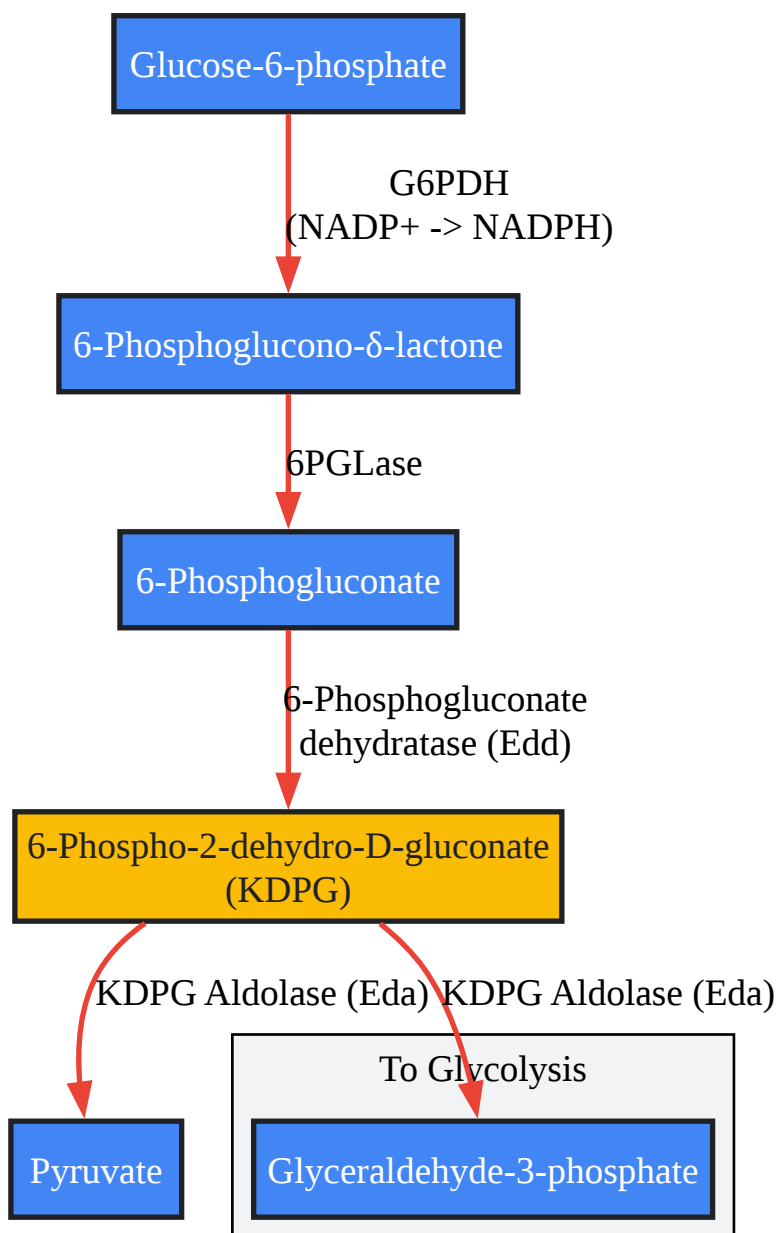 Glucose-6-phosphate
G6PDH
(NADP+ -> NADPH)
6-Phosphoglucono-δ-lactone
6PGLase
6-Phosphogluconate
6-Phosphogluconate
dehydratase (Edd)
6-Phospho-2-dehydro-D-gluconate
(KDPG)
KDPG Aldolase (Eda)
KDPG Aldolase (Eda)
To Glycolysis
Pyruvate
Glyceraldehyde-3-phosphate